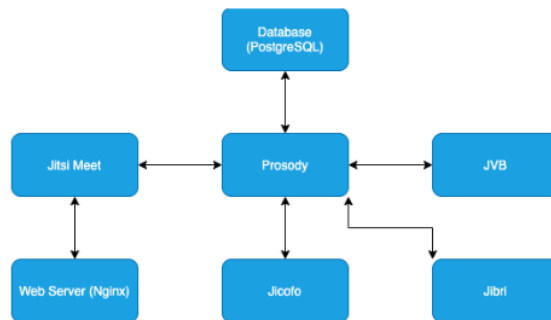 Database
(PostgreSQL)
Jitsi Meet
Prosody
JVB
Web Server (Nginx)
Jicofo
Jibri